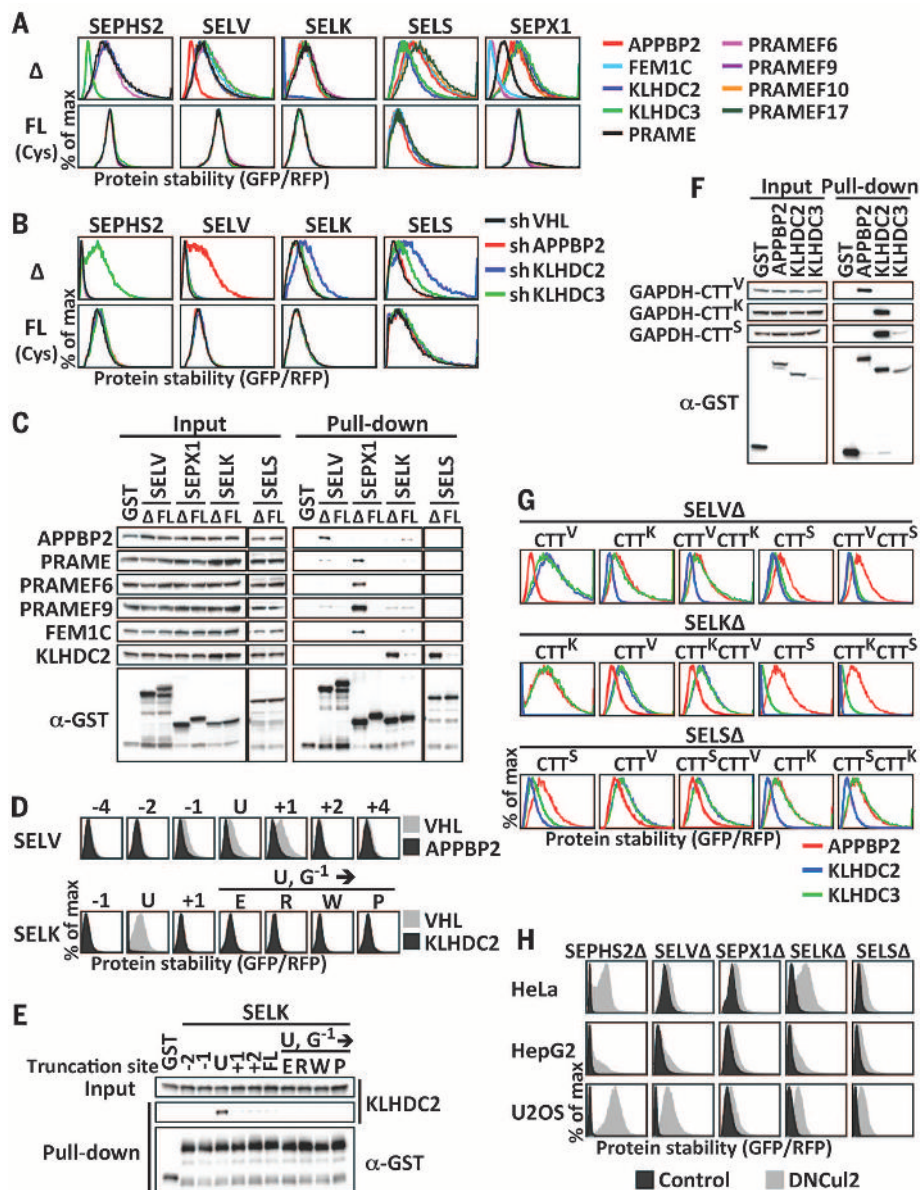 A
SEPHS2 SELV SELK SELS SEPX1
Δ
FL
(Cys)
% of max
Protein stability (GFP/RFP)
APPBP2
FEM1C
KLHDC2
KLHDC3
PRAME
PRAMEF6
PRAMEF9
PRAMEF10
PRAMEF17
B
SEPHS2 SELV SELK SELS
Δ
FL
(Cys)
% of max
Protein stability (GFP/RFP)
sh VHL
sh APPBP2
sh KLHDC2
sh KLHDC3
C
Input Pull-down
GST SELV SEPX1 SELK SELS GST SELV SEPX1 SELK SELS
Δ FL Δ FL Δ FL Δ FL Δ FL Δ FL Δ FL Δ FL
APPBP2
PRAME
PRAMEF6
PRAMEF9
FEM1C
KLHDC2
α-GST
D
-4 -2 -1 U +1 +2 +4
SELV
VHL
APPBP2
U, G⁻¹ →
-1 U +1 E R W P
SELK
VHL
KLHDC2
% of max
Protein stability (GFP/RFP)
E
SELK
U, G⁻¹ →
Truncation site GST -2 -1 U +1 +2 FL E R W P
Input
KLHDC2
Pull-down
α-GST
F
Input Pull-down
GST APPBP2 KLHDC2 KLHDC3 GST APPBP2 KLHDC2 KLHDC3
GAPDH-CTTⱽ
GAPDH-CTTᴷ
GAPDH-CTTˢ
α-GST
G
SELVΔ
CTTⱽ CTTᴷ CTTⱽCTTᴷ CTTˢ CTTⱽCTTˢ
SELKΔ
CTTᴷ CTTⱽ CTTᴷCTTⱽ CTTˢ CTTᴷCTTˢ
SELSΔ
CTTˢ CTTⱽ CTTˢCTTⱽ CTTᴷ CTTˢCTTᴷ
% of max
Protein stability (GFP/RFP)
APPBP2
KLHDC2
KLHDC3
H
SEPHS2Δ SELVΔ SEPX1Δ SELKΔ SELSΔ
HeLa
HepG2
U2OS
% of max
Protein stability (GFP/RFP)
Control DNCul2